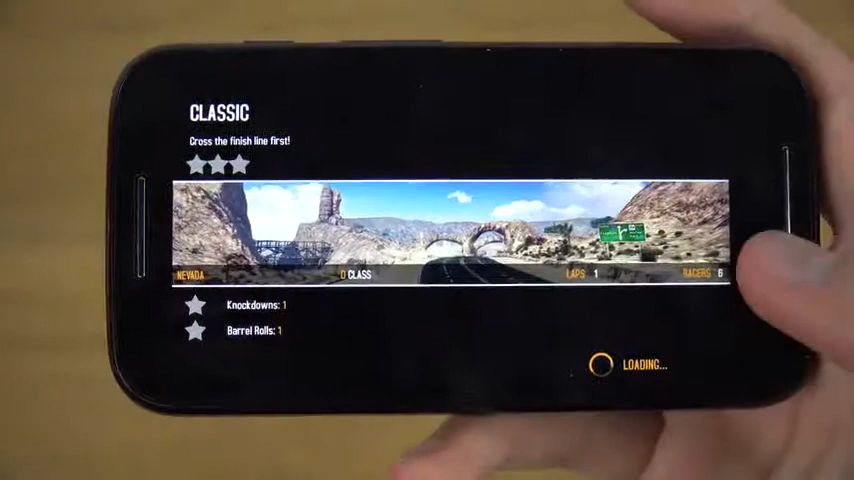 CLASSIC
Cross the finish line first!
NEVADA
D CLASS
LAPS 1
RACERS 6
Knockdowns: 1
Barrel Rolls: 1
LOADING...